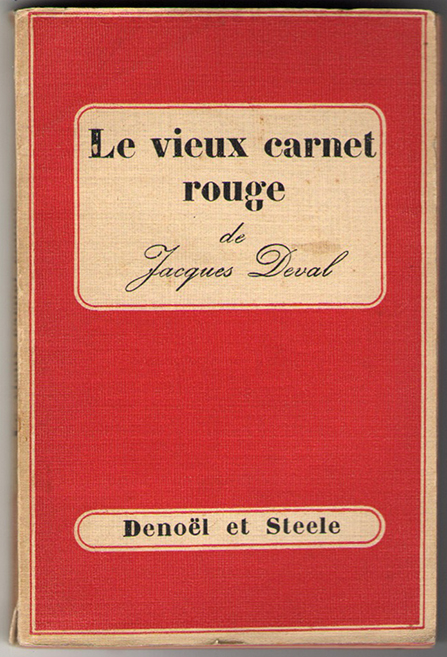 Le vieux carnet
rouge
de
Jacques Deval
Denoël et Steele